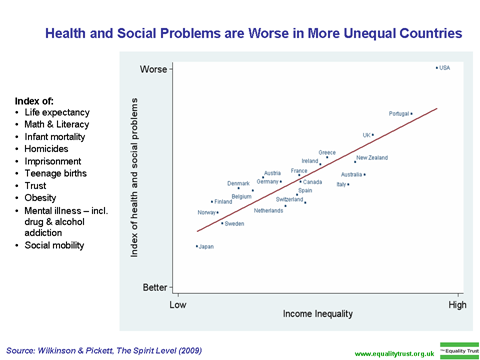 Health and Social Problems are Worse in More Unequal Countries
Index of:
• Life expectancy
• Math & Literacy
• Infant mortality
• Homicides
• Imprisonment
• Teenage births
• Trust
• Obesity
• Mental illness – incl.
drug & alcohol
addiction
• Social mobility
Index of health and social problems
Worse
Better
USA
Portugal
UK
Greece
Ireland
New Zealand
France
Austria
Australia
Germany
Canada
Italy
Denmark
Belgium
Spain
Switzerland
Finland
Netherlands
Norway
Sweden
Japan
Low
High
Income Inequality
Source: Wilkinson & Pickett, The Spirit Level (2009)
www.equalitytrust.org.uk
The Equality Trust